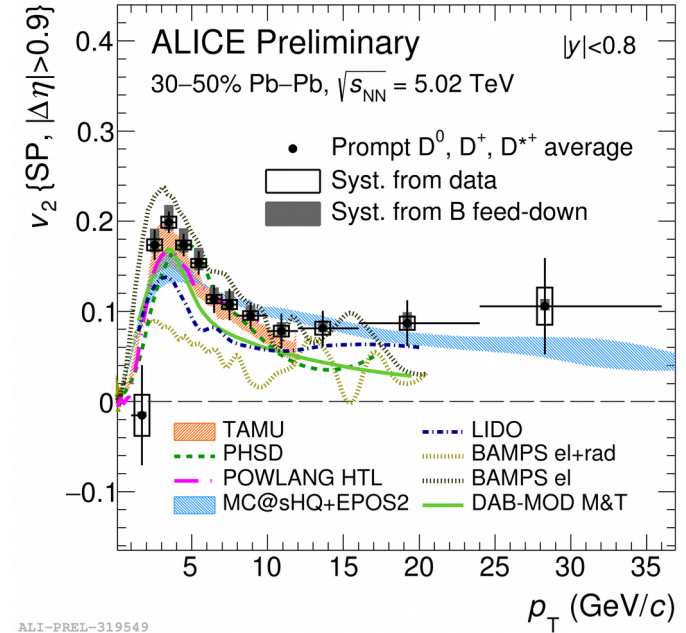 ALICE Preliminary
|y|<0.8
30−50% Pb−Pb, √sNN = 5.02 TeV
Prompt D⁰, D⁺, D*⁺ average
Syst. from data
Syst. from B feed-down
v₂ {SP, |Δη|>0.9}
0.4
0.3
0.2
0.1
0
−0.1
TAMU
PHSD
POWLANG HTL
MC@sHQ+EPOS2
LIDO
BAMPS el+rad
BAMPS el
DAB-MOD M&T
5 10 15 20 25 30 35
pT (GeV/c)
ALI-PREL-319549